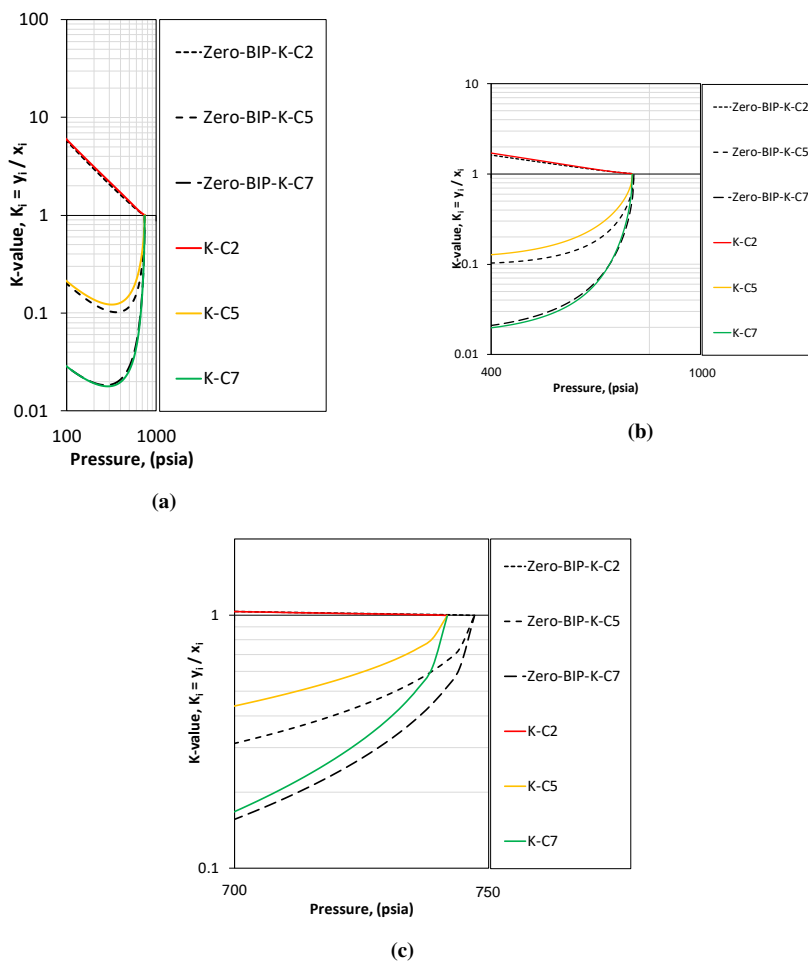 100
10
1
0.1
0.01
100
1000
K-value, Ki = yi / xi
Pressure, (psia)
Zero-BIP-K-C2
Zero-BIP-K-C5
Zero-BIP-K-C7
K-C2
K-C5
K-C7
(a)
10
1
0.1
0.01
400
1000
K-value, Ki = yi / xi
Pressure, (psia)
Zero-BIP-K-C2
Zero-BIP-K-C5
Zero-BIP-K-C7
K-C2
K-C5
K-C7
(b)
1
0.1
700
750
K-value, Ki = yi / xi
Pressure, (psia)
Zero-BIP-K-C2
Zero-BIP-K-C5
Zero-BIP-K-C7
K-C2
K-C5
K-C7
(c)